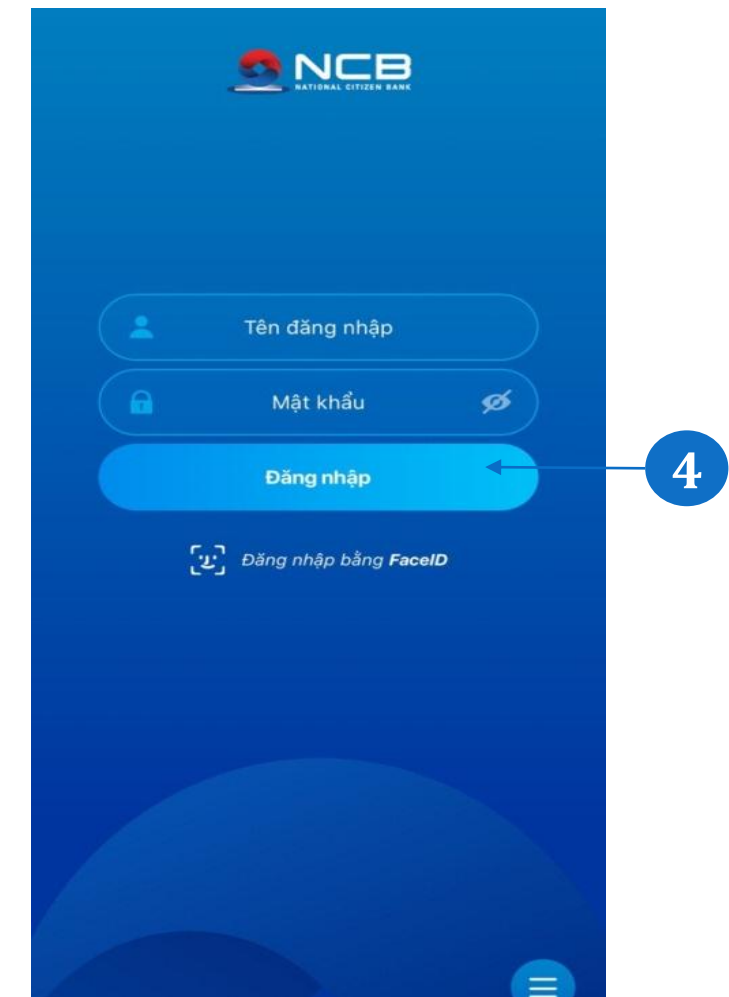 NCB
NATIONAL CITIZEN BANK
Tên đăng nhập
Mật khẩu
Đăng nhập
4
Đăng nhập bằng FaceID